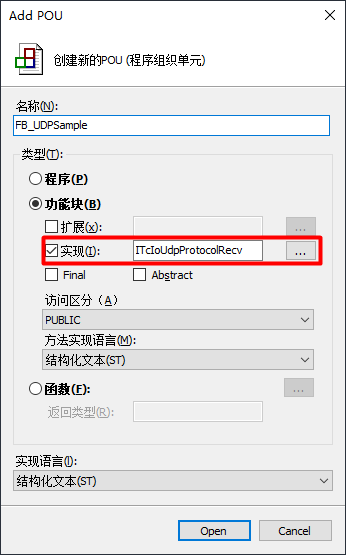 Add POU
创建新的POU (程序组织单元)
名称(N):
FB_UDPSample
类型(T):
程序(P)
功能块(B)
扩展(x):
...
实现(I):
ITcIoUdpProtocolRecv
...
Final
Abstract
访问区分（A）
PUBLIC
方法实现语言(M):
结构化文本(ST)
函数(F):
...
返回类型(R):
实现语言(I):
结构化文本(ST)
Open
Cancel